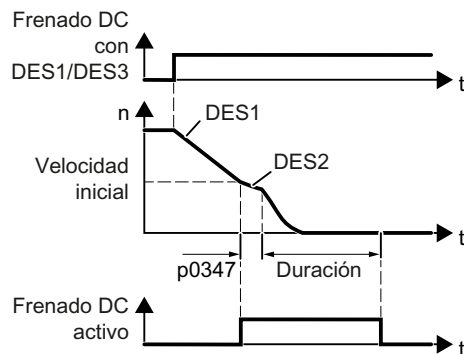 Frenado DC
con
DES1/DES3
t
n
DES1
Velocidad
inicial
DES2
t
p0347
Duración
Frenado DC
activo
t